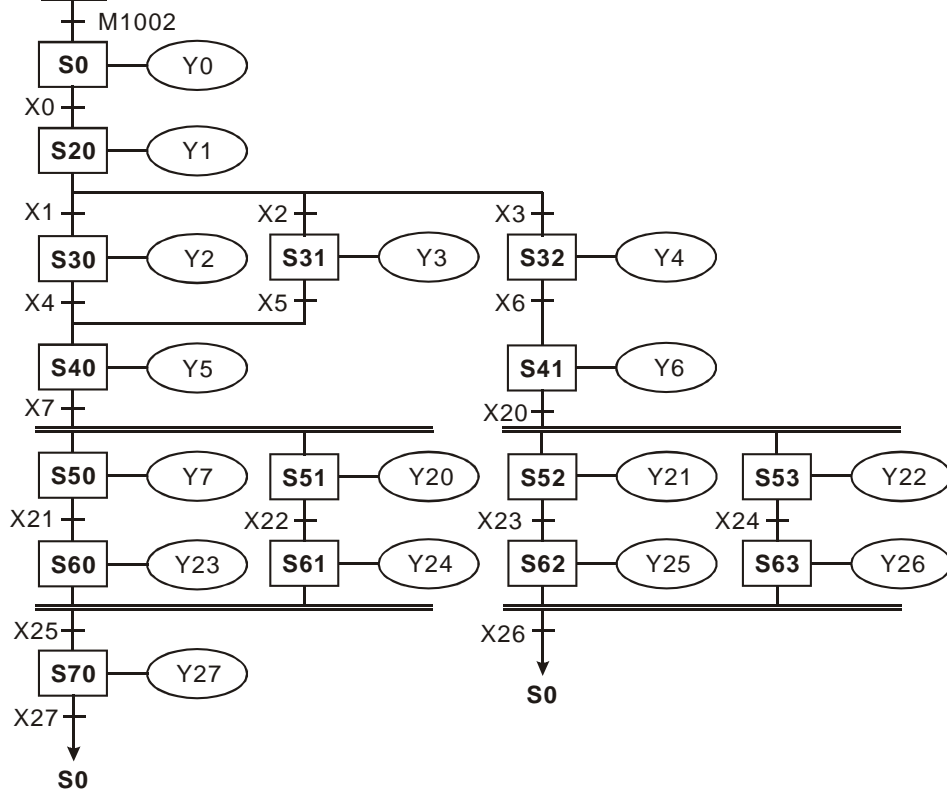 M1002
S0 Y0
X0
S20 Y1
X1 X2 X3
S30 Y2 S31 Y3 S32 Y4
X4 X5 X6
S40 Y5 S41 Y6
X7 X20
S50 Y7 S51 Y20 S52 Y21 S53 Y22
X21 X22 X23 X24
S60 Y23 S61 Y24 S62 Y25 S63 Y26
X25 X26
S70 Y27 S0
X27
S0